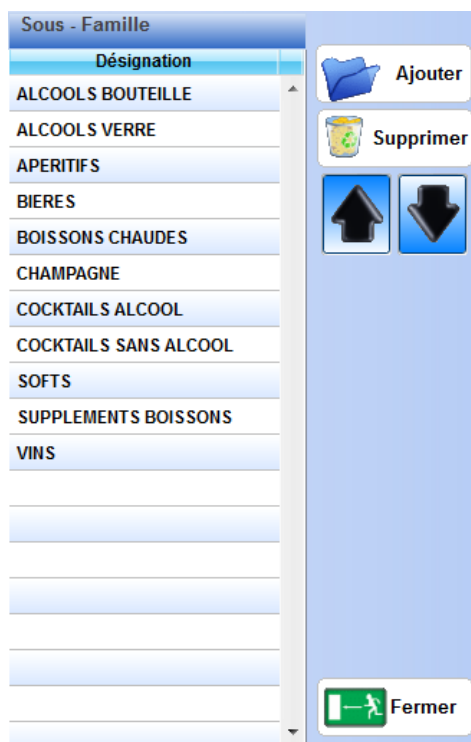 Sous - Famille
Désignation
ALCOOLS BOUTEILLE
ALCOOLS VERRE
APERITIFS
BIERES
BOISSONS CHAUDES
CHAMPAGNE
COCKTAILS ALCOOL
COCKTAILS SANS ALCOOL
SOFTS
SUPPLEMENTS BOISSONS
VINS
Ajouter
Supprimer
Fermer